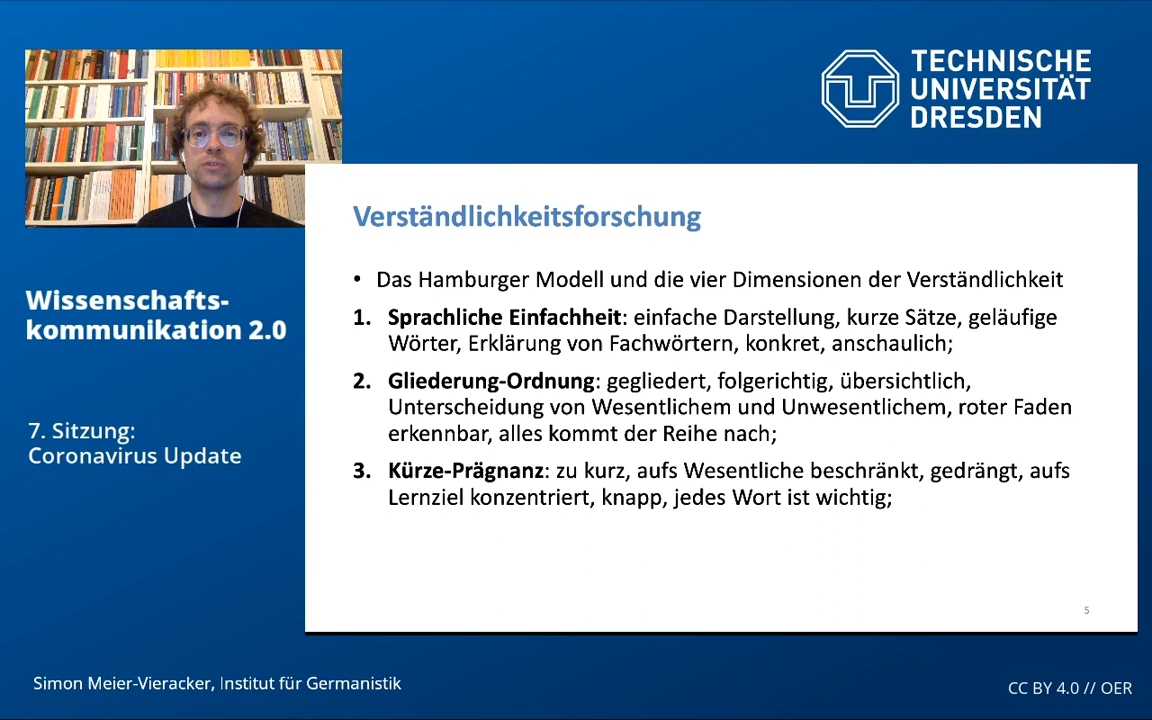 TECHNISCHE
UNIVERSITÄT
DRESDEN
Wissenschafts-
kommunikation 2.0
7. Sitzung:
Coronavirus Update
Verständlichkeitsforschung
• Das Hamburger Modell und die vier Dimensionen der Verständlichkeit
1. Sprachliche Einfachheit: einfache Darstellung, kurze Sätze, geläufige
Wörter, Erklärung von Fachwörtern, konkret, anschaulich;
2. Gliederung-Ordnung: gegliedert, folgerichtig, übersichtlich,
Unterscheidung von Wesentlichem und Unwesentlichem, roter Faden
erkennbar, alles kommt der Reihe nach;
3. Kürze-Prägnanz: zu kurz, aufs Wesentliche beschränkt, gedrängt, aufs
Lernziel konzentriert, knapp, jedes Wort ist wichtig;
5
Simon Meier-Vieracker, Institut für Germanistik
CC BY 4.0 // OER